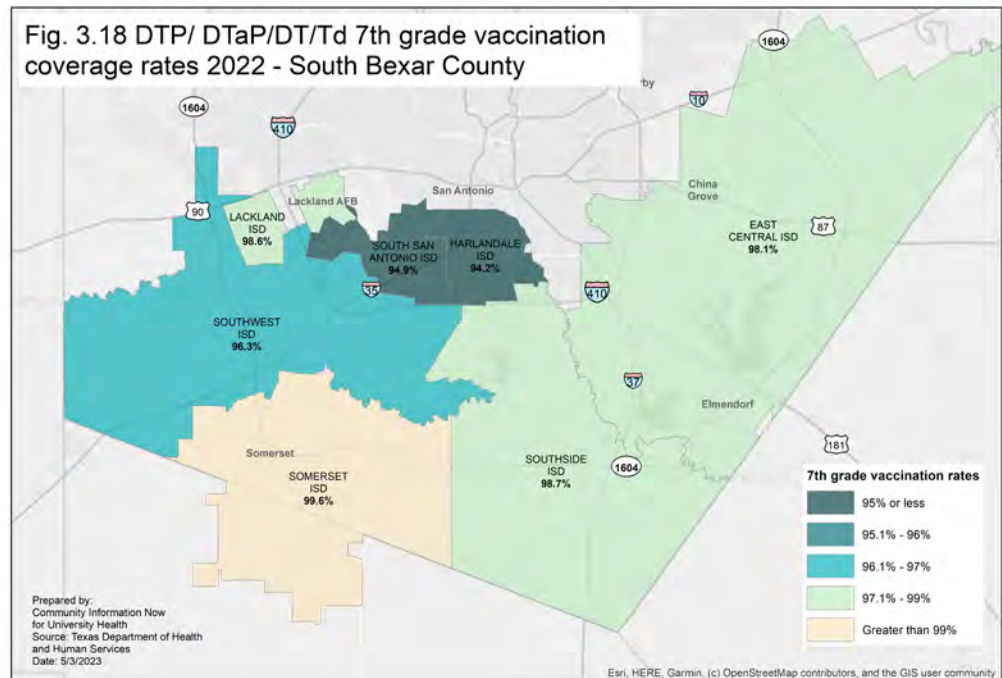 Fig. 3.18 DTP/ DTaP/DT/Td 7th grade vaccination
coverage rates 2022 - South Bexar County
1604
by
10
1604
410
China
Grove
San Antonio
Lackland AFB
90
LACKLAND
ISD
98.6%
87
EAST
CENTRAL ISD
98.1%
SOUTH SAN
ANTONIO ISD
94.9%
HARLANDALE
ISD
94.2%
35
410
SOUTHWEST
ISD
96.3%
37
Elmendorf
181
Somerset
SOMERSET
ISD
99.6%
SOUTHSIDE
ISD
98.7%
1604
7th grade vaccination rates
95% or less
95.1% - 96%
96.1% - 97%
97.1% - 99%
Greater than 99%
Prepared by:
Community Information Now
for University Health
Source: Texas Department of Health
and Human Services
Date: 5/3/2023
Esri, HERE, Garmin, (c) OpenStreetMap contributors, and the GIS user community